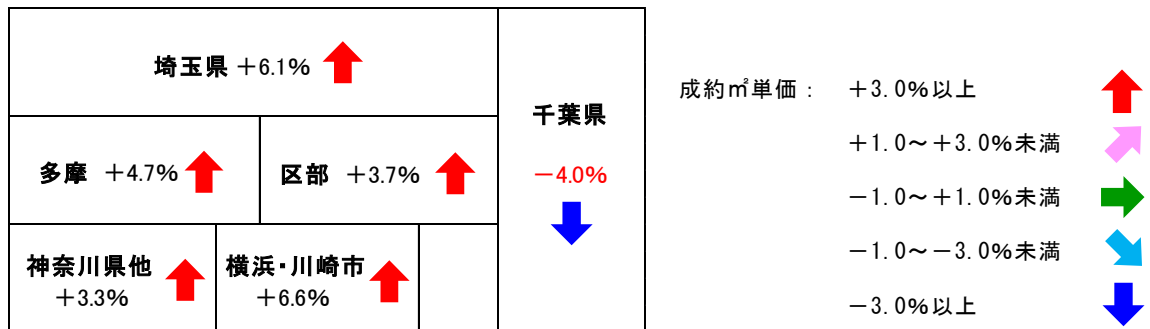 埼玉県 +6.1%
千葉県
-4.0%
多摩 +4.7%
区部 +3.7%
神奈川県他
+3.3%
横浜・川崎市
+6.6%
成約㎡単価: +3.0%以上
+1.0~+3.0%未満
-1.0~+1.0%未満
-1.0~-3.0%未満
-3.0%以上